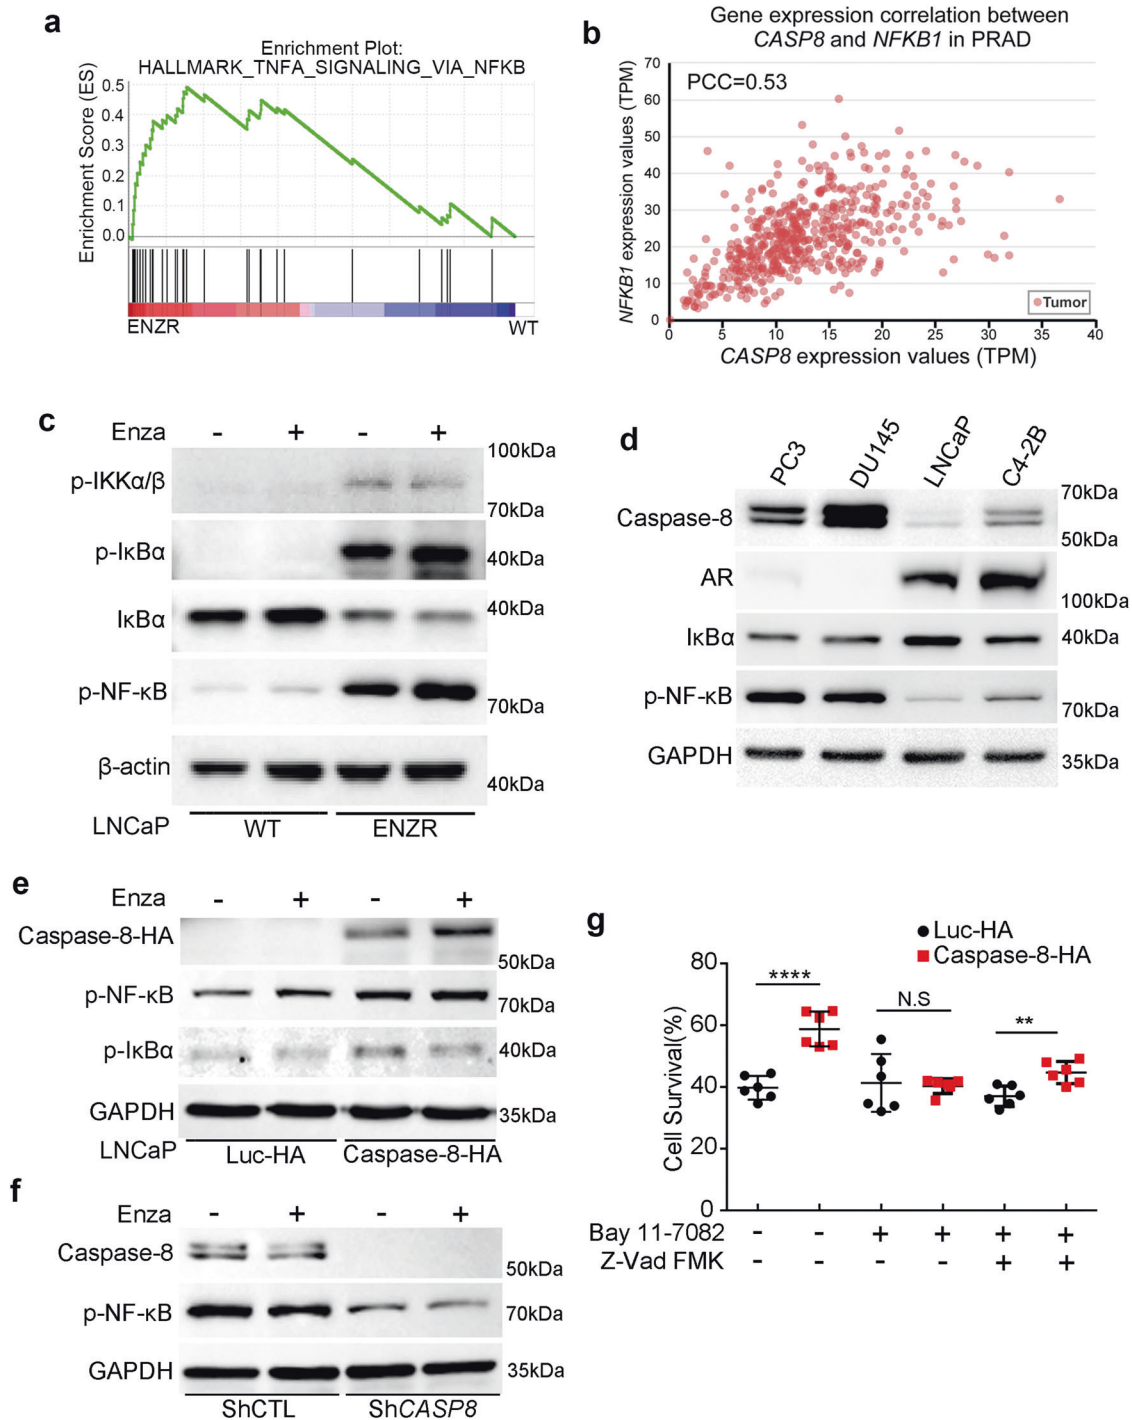 a
Enrichment Plot:
HALLMARK_TNFA_SIGNALING_VIA_NFKB
Enrichment Score (ES)
0.5
0.4
0.3
0.2
0.1
0.0
ENZR
WT
b
Gene expression correlation between
CASP8 and NFKB1 in PRAD
PCC=0.53
NFKB1 expression values (TPM)
70
60
50
40
30
20
10
0
0 5 10 15 20 25 30 35 40
Tumor
CASP8 expression values (TPM)
c
Enza - + - +
100kDa
p-IKKα/β
70kDa
p-IκBα
40kDa
IκBα
40kDa
p-NF-κB
70kDa
β-actin
40kDa
LNCaP
WT
ENZR
d
PC3
DU145
LNCaP
C4-2B
Caspase-8
70kDa
50kDa
AR
100kDa
IκBα
40kDa
p-NF-κB
70kDa
GAPDH
35kDa
e
Enza - + - +
Caspase-8-HA
50kDa
p-NF-κB
70kDa
p-IκBα
40kDa
GAPDH
35kDa
LNCaP
Luc-HA
Caspase-8-HA
f
Enza - + - +
Caspase-8
50kDa
p-NF-κB
70kDa
GAPDH
35kDa
ShCTL
ShCASP8
g
Luc-HA
Caspase-8-HA
Cell Survival(%)
80
60
40
20
0
****
N.S
**
Bay 11-7082 - - + + + +
Z-Vad FMK - - - - + +